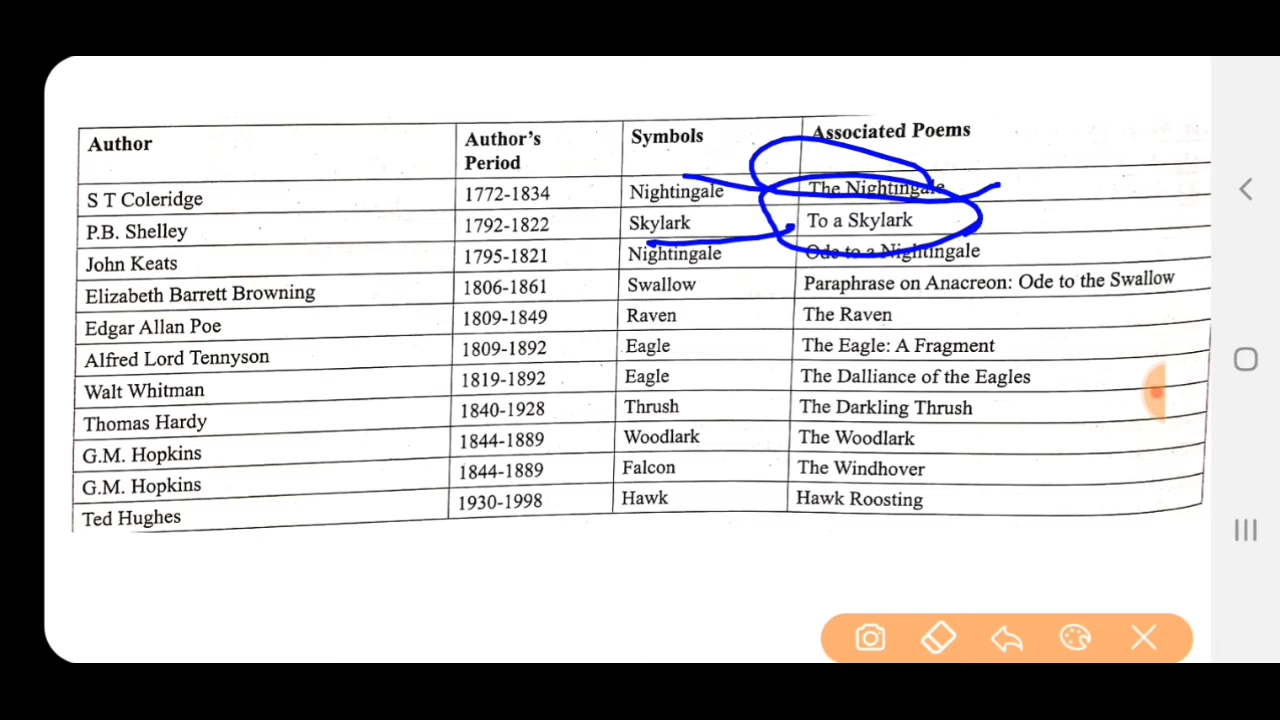 Author Author's Period Symbols Associated Poems
S T Coleridge 1772-1834 Nightingale The Nightingale
P.B. Shelley 1792-1822 Skylark To a Skylark
John Keats 1795-1821 Nightingale Ode to a Nightingale
Elizabeth Barrett Browning 1806-1861 Swallow Paraphrase on Anacreon: Ode to the Swallow
Edgar Allan Poe 1809-1849 Raven The Raven
Alfred Lord Tennyson 1809-1892 Eagle The Eagle: A Fragment
Walt Whitman 1819-1892 Eagle The Dalliance of the Eagles
Thomas Hardy 1840-1928 Thrush The Darkling Thrush
G.M. Hopkins 1844-1889 Woodlark The Woodlark
G.M. Hopkins 1844-1889 Falcon The Windhover
Ted Hughes 1930-1998 Hawk Hawk Roosting